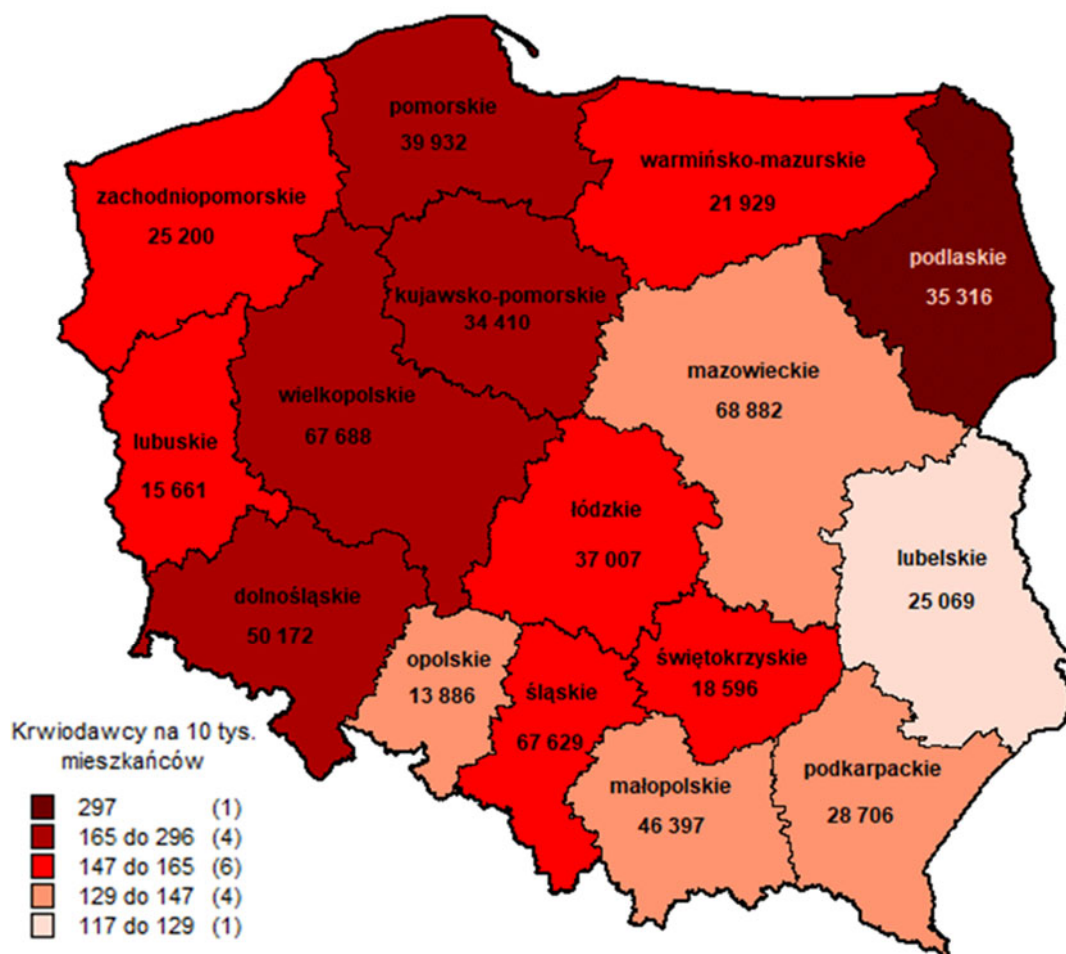 pomorskie
39 932
warmińsko-mazurskie
21 929
zachodniopomorskie
25 200
podlaskie
35 316
kujawsko-pomorskie
34 410
mazowieckie
68 882
wielkopolskie
67 688
lubuskie
15 661
łódzkie
37 007
lubelskie
25 069
dolnośląskie
50 172
opolskie
13 886
śląskie
67 629
świętokrzyskie
18 596
małopolskie
46 397
podkarpackie
28 706
Krwiodawcy na 10 tys.
mieszkańców
297 (1)
165 do 296 (4)
147 do 165 (6)
129 do 147 (4)
117 do 129 (1)